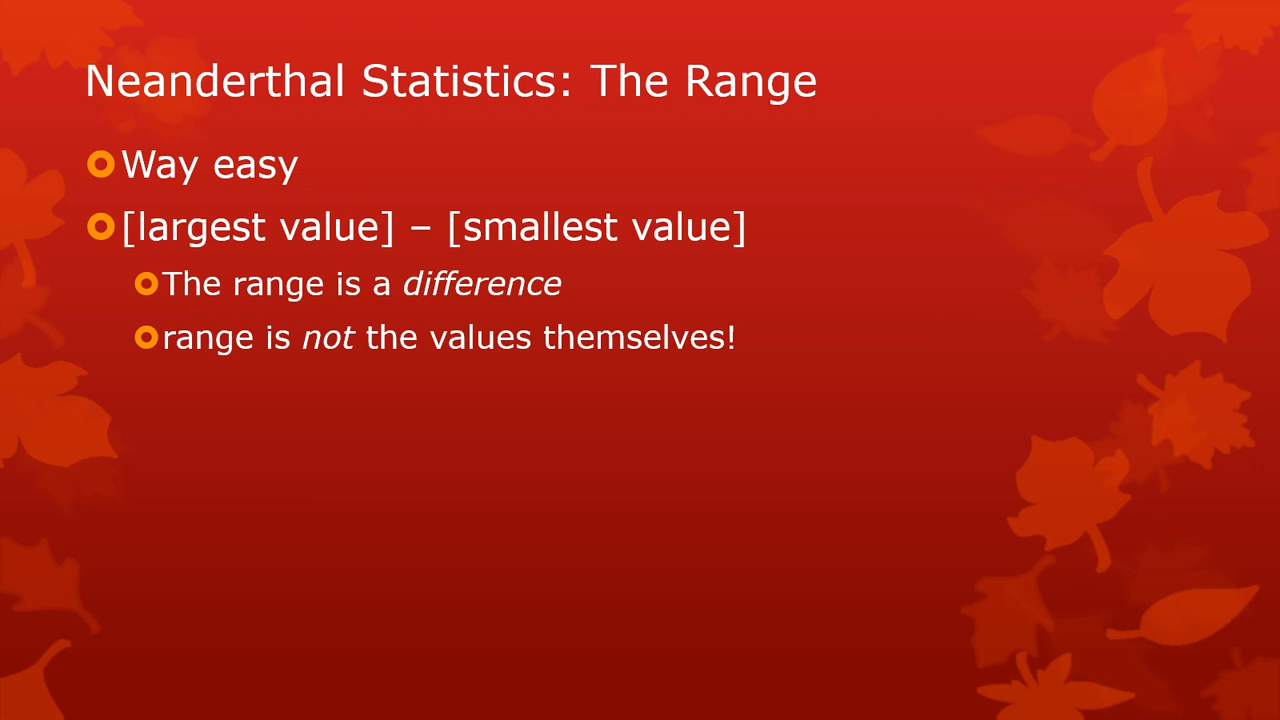 Neanderthal Statistics: The Range
Way easy
[largest value] – [smallest value]
The range is a difference
range is not the values themselves!